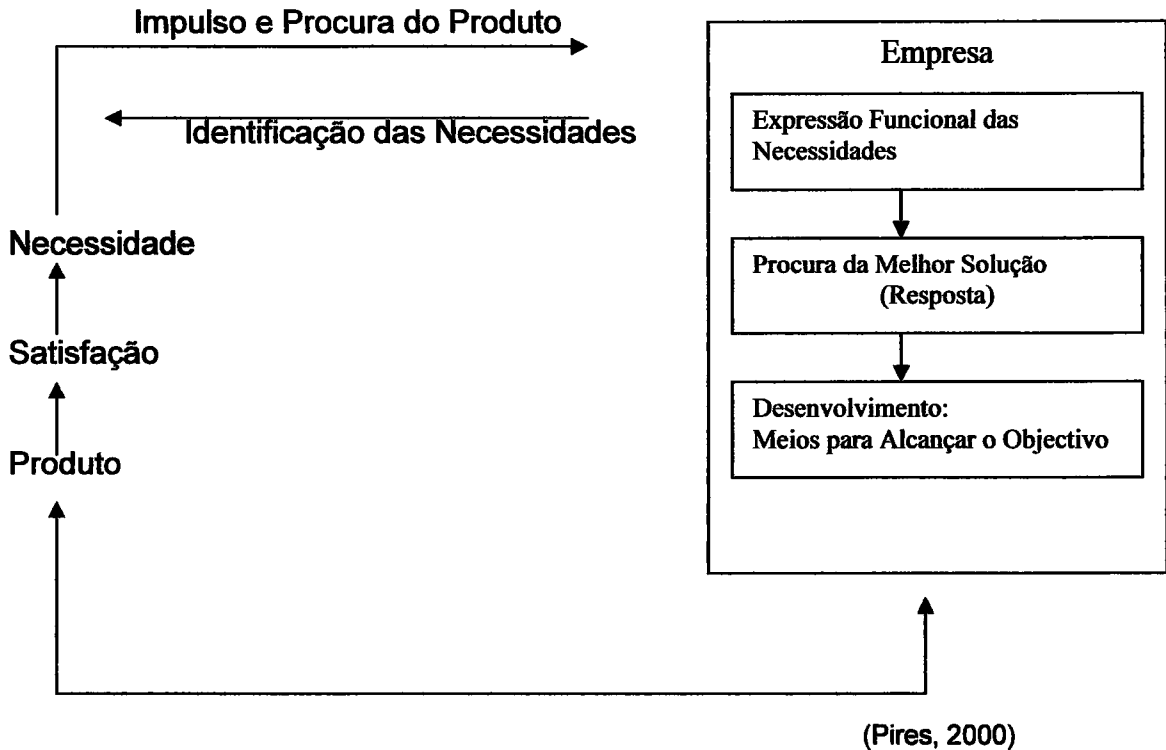 Impulso e Procura do Produto
Identificação das Necessidades
Necessidade
Satisfação
Produto
Empresa
Expressão Funcional das
Necessidades
Procura da Melhor Solução
(Resposta)
Desenvolvimento:
Meios para Alcançar o Objectivo
(Pires, 2000)